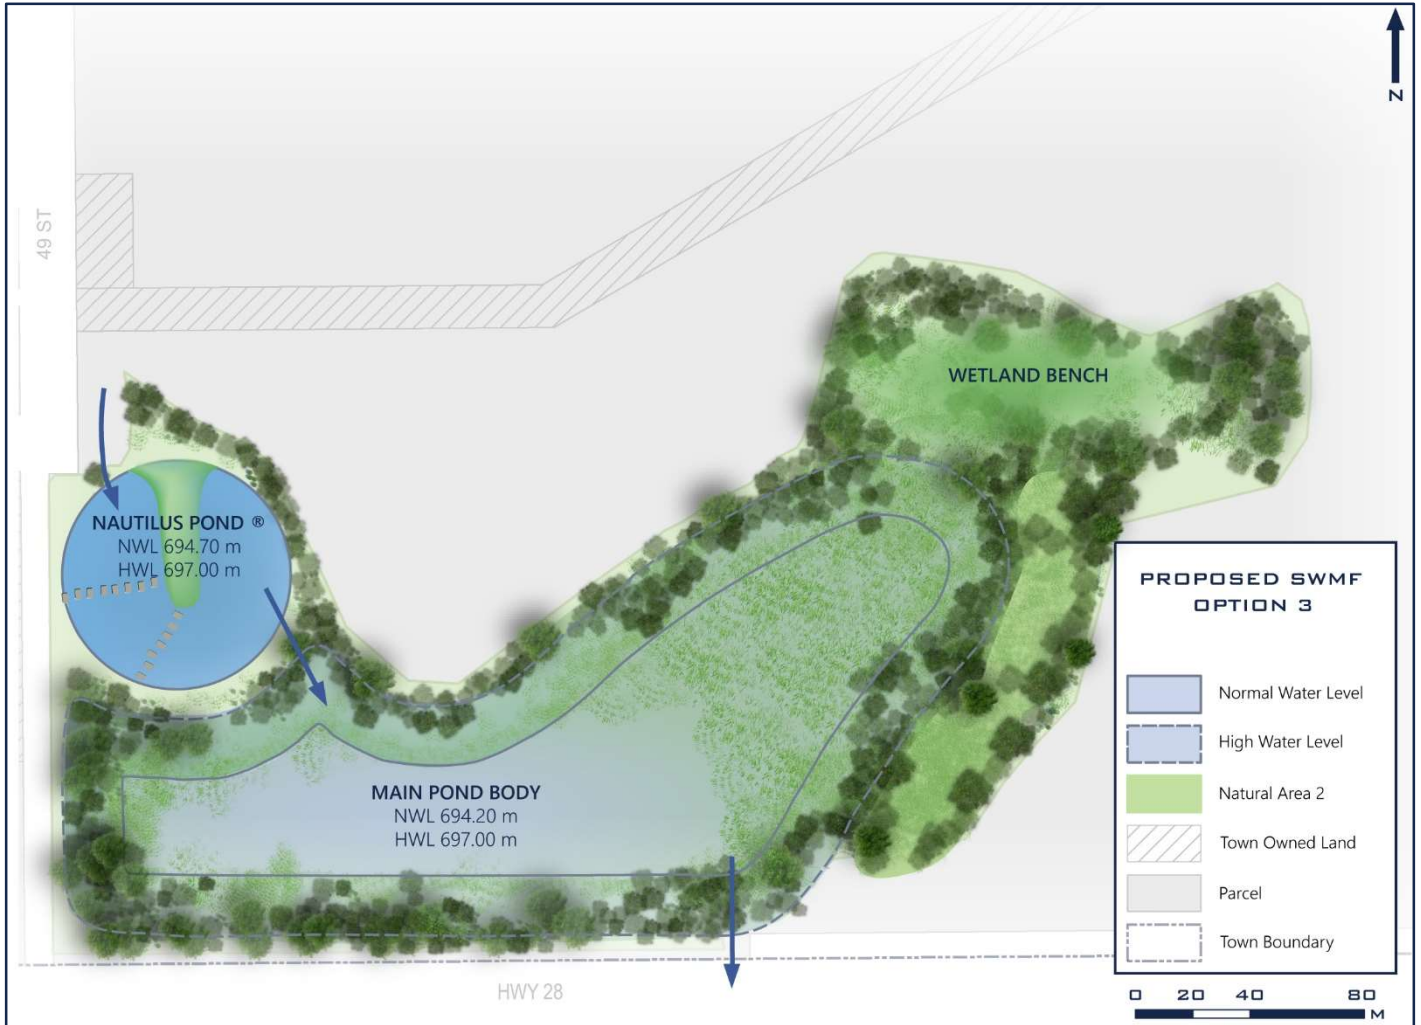 N
49 ST
WETLAND BENCH
NAUTILUS POND ®
NWL 694.70 m
HWL 697.00 m
MAIN POND BODY
NWL 694.20 m
HWL 697.00 m
HWY 28
PROPOSED SWMF
OPTION 3
Normal Water Level
High Water Level
Natural Area 2
Town Owned Land
Parcel
Town Boundary
0 20 40 80
M